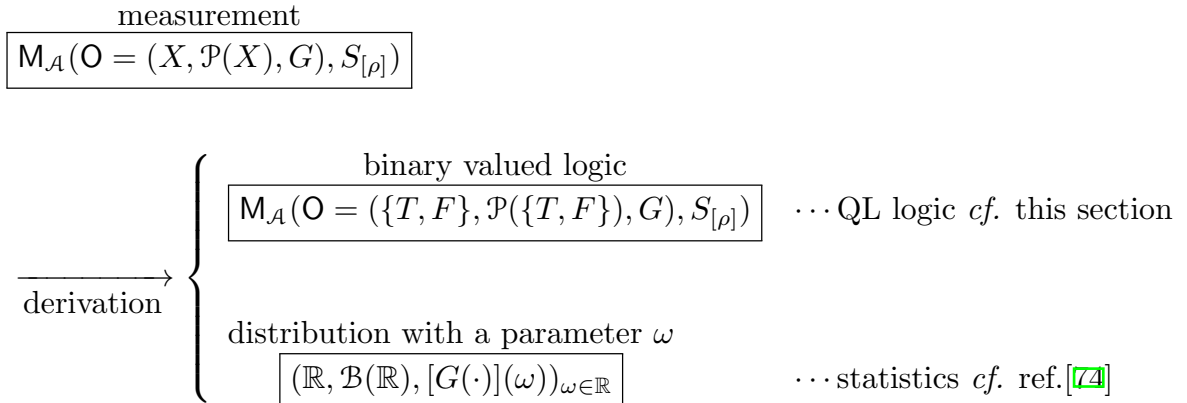 measurement
M_𝒜(O = (X, 𝒫(X), G), S_[ρ])
binary valued logic
M_𝒜(O = ({T, F}, 𝒫({T, F}), G), S_[ρ]) ··· QL logic cf. this section
derivation
distribution with a parameter ω
(ℝ, ℬ(ℝ), [G(·)](ω))_ω∈ℝ ··· statistics cf. ref.[74]